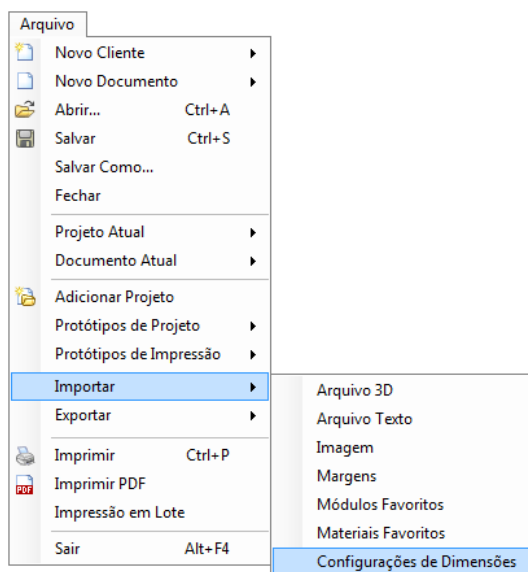 Arquivo
Novo Cliente
Novo Documento
Abrir... Ctrl+A
Salvar Ctrl+S
Salvar Como...
Fechar
Projeto Atual
Documento Atual
Adicionar Projeto
Protótipos de Projeto
Protótipos de Impressão
Importar
Exportar
Imprimir Ctrl+P
PDF Imprimir PDF
Impressão em Lote
Sair Alt+F4
Arquivo 3D
Arquivo Texto
Imagem
Margens
Módulos Favoritos
Materiais Favoritos
Configurações de Dimensões